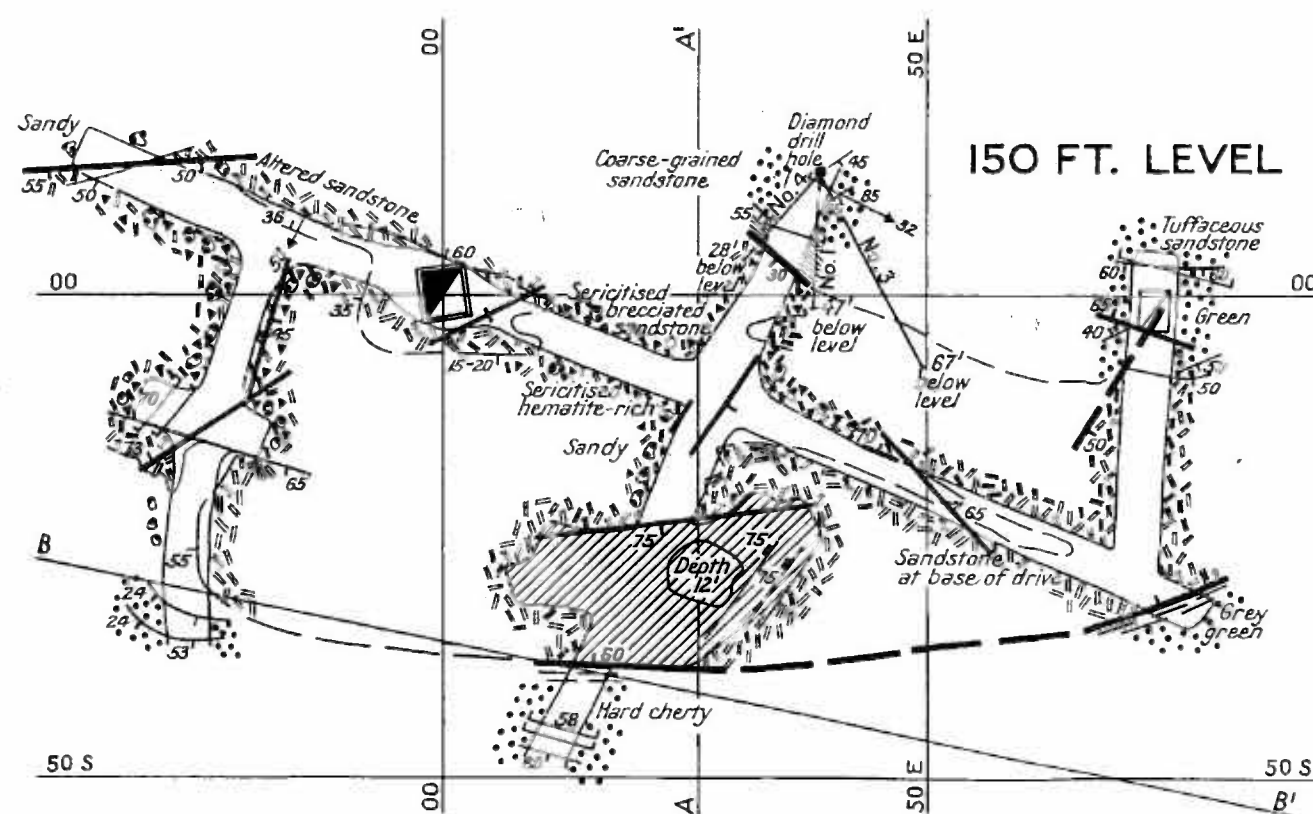 00
A'
50 E
150 FT. LEVEL
Sandy
55
50
50
Altered sandstone
36
Coarse-grained
sandstone
Diamond
drill
hole
No. 2
45
85
32
No. 3
No. 1
55
30
28'
below
level
17'
below
level
67'
below
level
Tuffaceous
sandstone
60
Green
40
50
50
00
00
60
35
15-20
45
Sericitised
brecciated
sandstone
Sericitised
hematite-rich
Sandy
70
65
70
65
Sandstone
at base of drive
75
75
75
Depth
12'
B
55
24
24
53
60
Hard cherty
58
Grey
green
50 S
50 S
00
A
50 E
B'